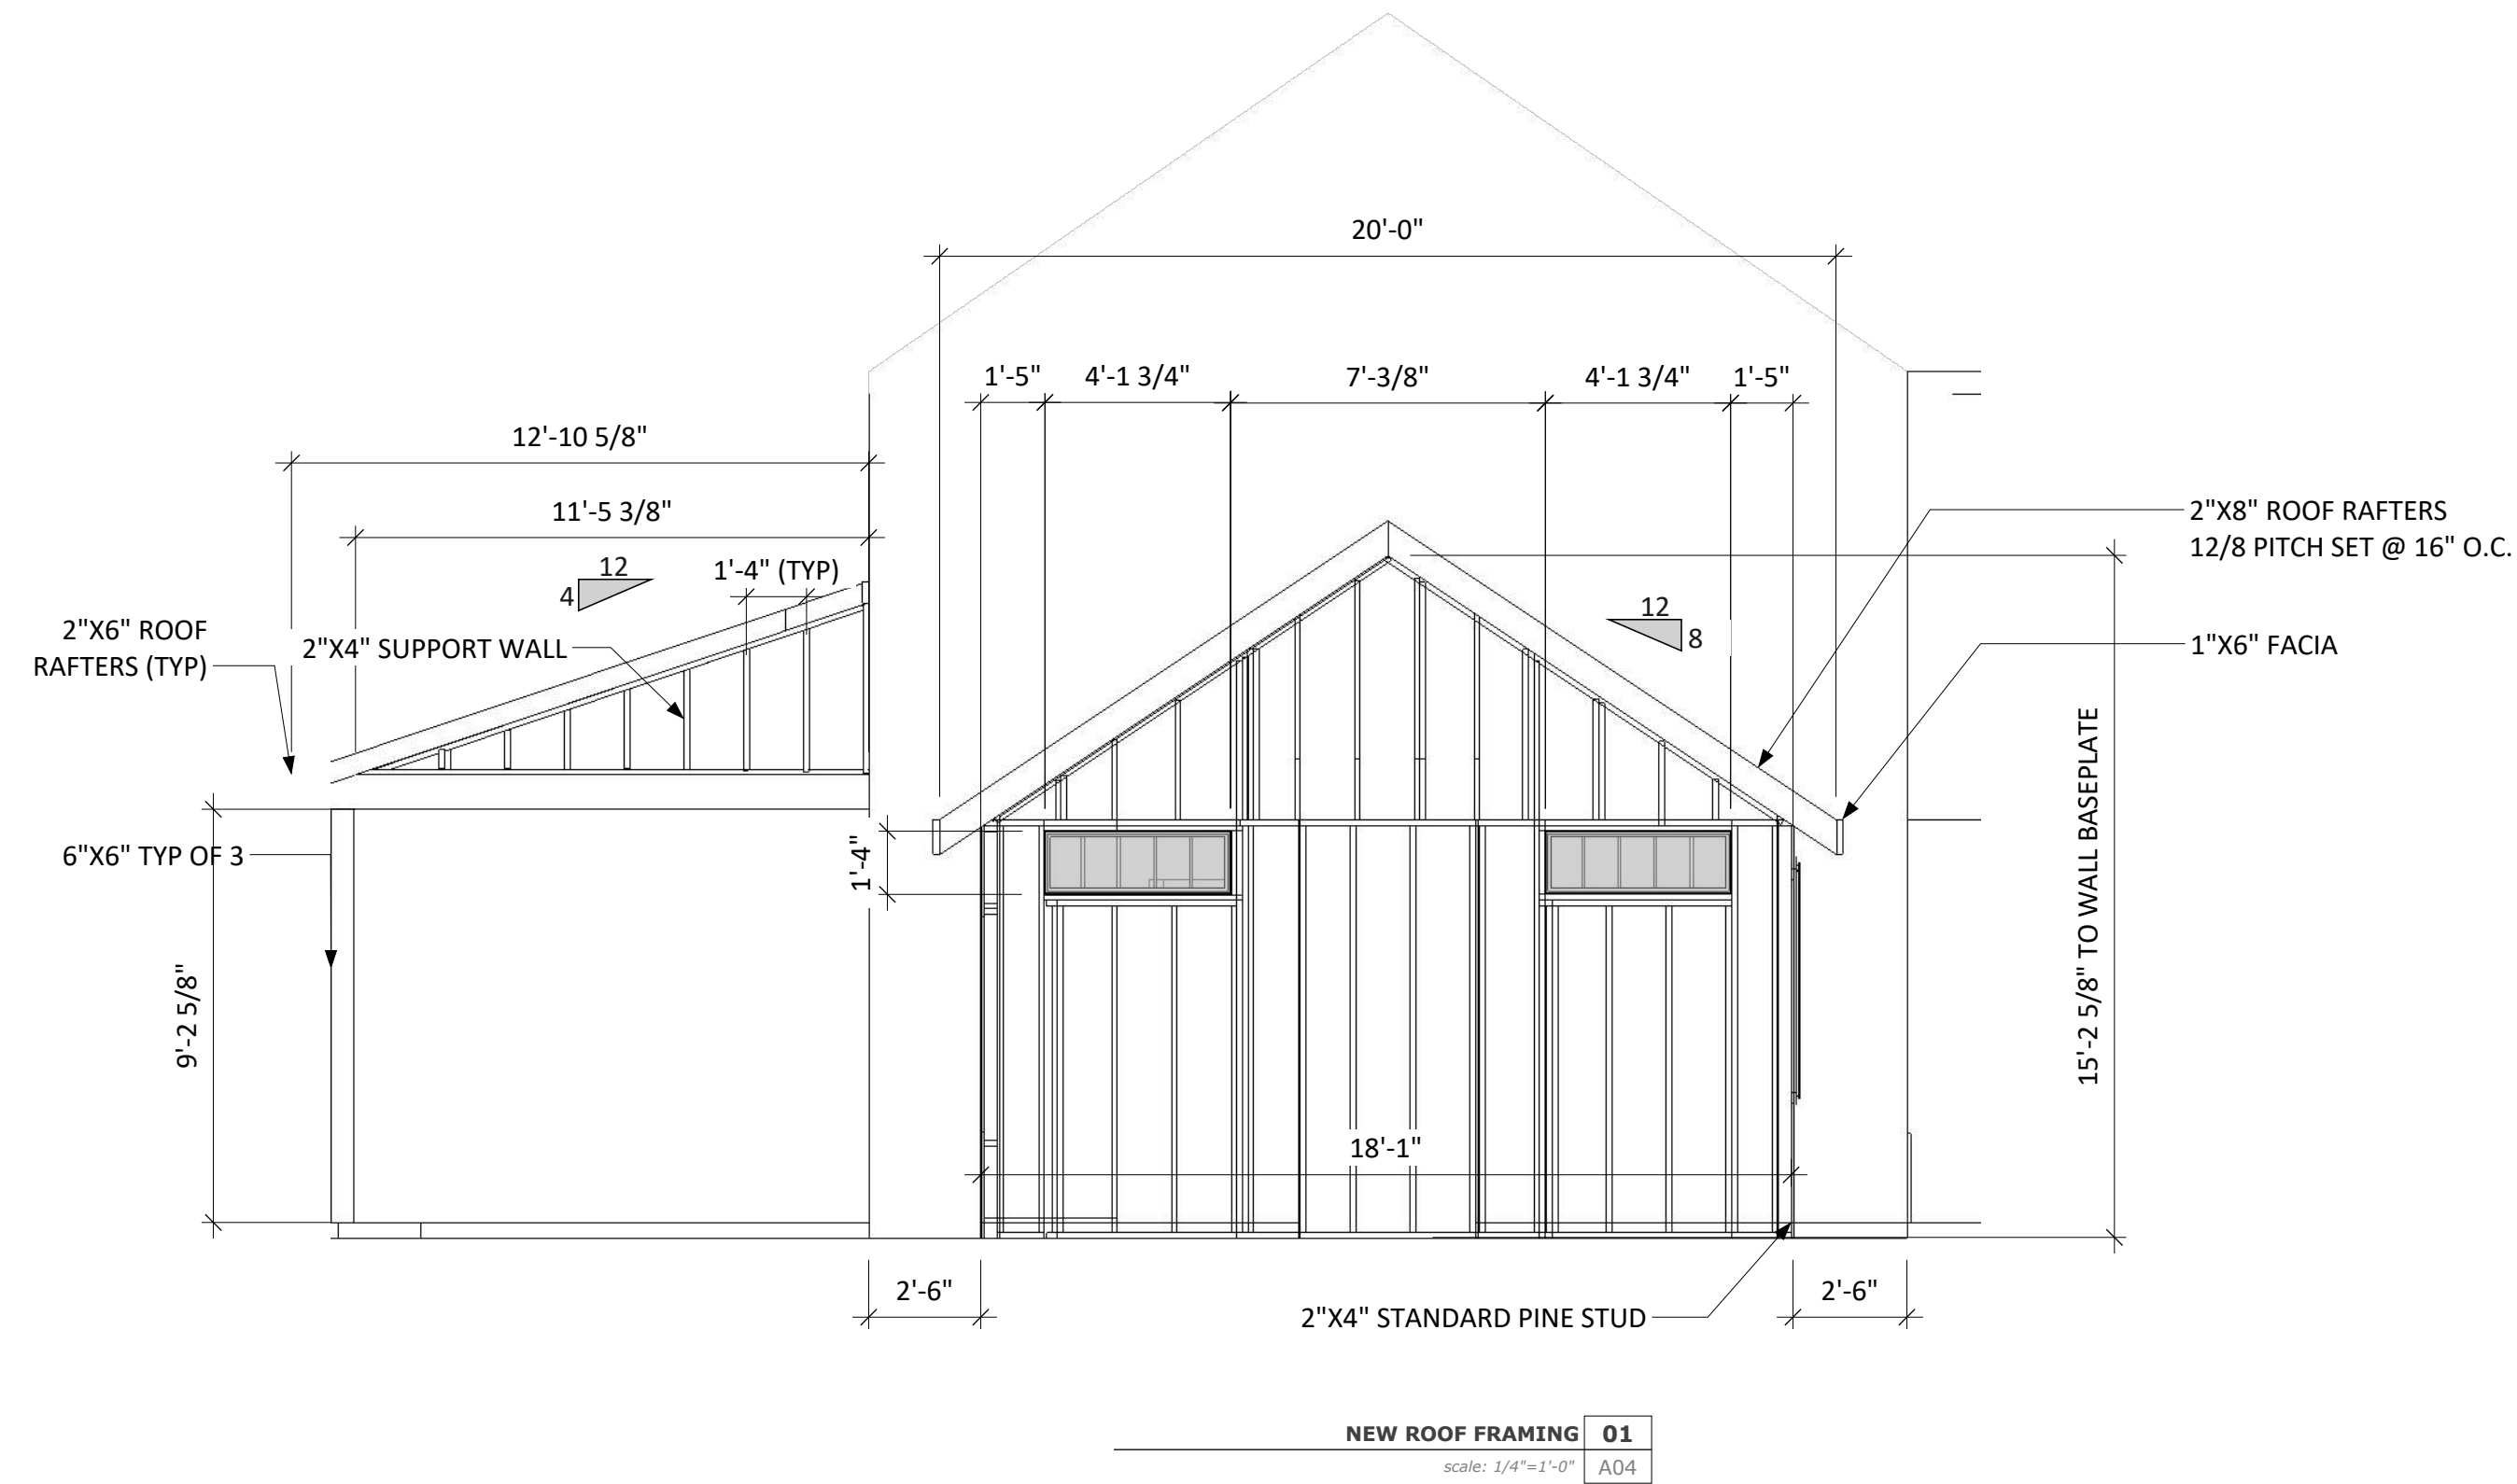 20'-0"
1'-5"
4'-1 3/4"
7'-3/8"
4'-1 3/4"
1'-5"
12'-10 5/8"
11'-5 3/8"
12
4
1'-4" (TYP)
2"X8" ROOF RAFTERS
12/8 PITCH SET @ 16" O.C.
12
8
2"X6" ROOF
RAFTERS (TYP)
2"X4" SUPPORT WALL
1"X6" FACIA
6"X6" TYP OF 3
1'-4"
15'-2 5/8" TO WALL BASEPLATE
9'-2 5/8"
18'-1"
2'-6"
2"X4" STANDARD PINE STUD
2'-6"
NEW ROOF FRAMING 01
scale: 1/4"=1'-0" A04